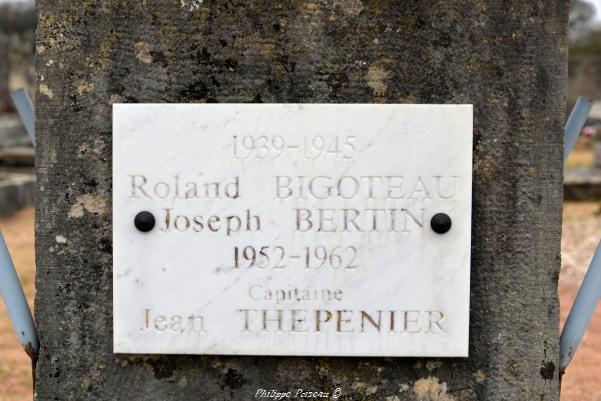 1939-1945
Roland BIGOTEAU
Joseph BERTIN
1952-1962
Capitaine
Jean THEPENIER
Philippe Poiseau ©